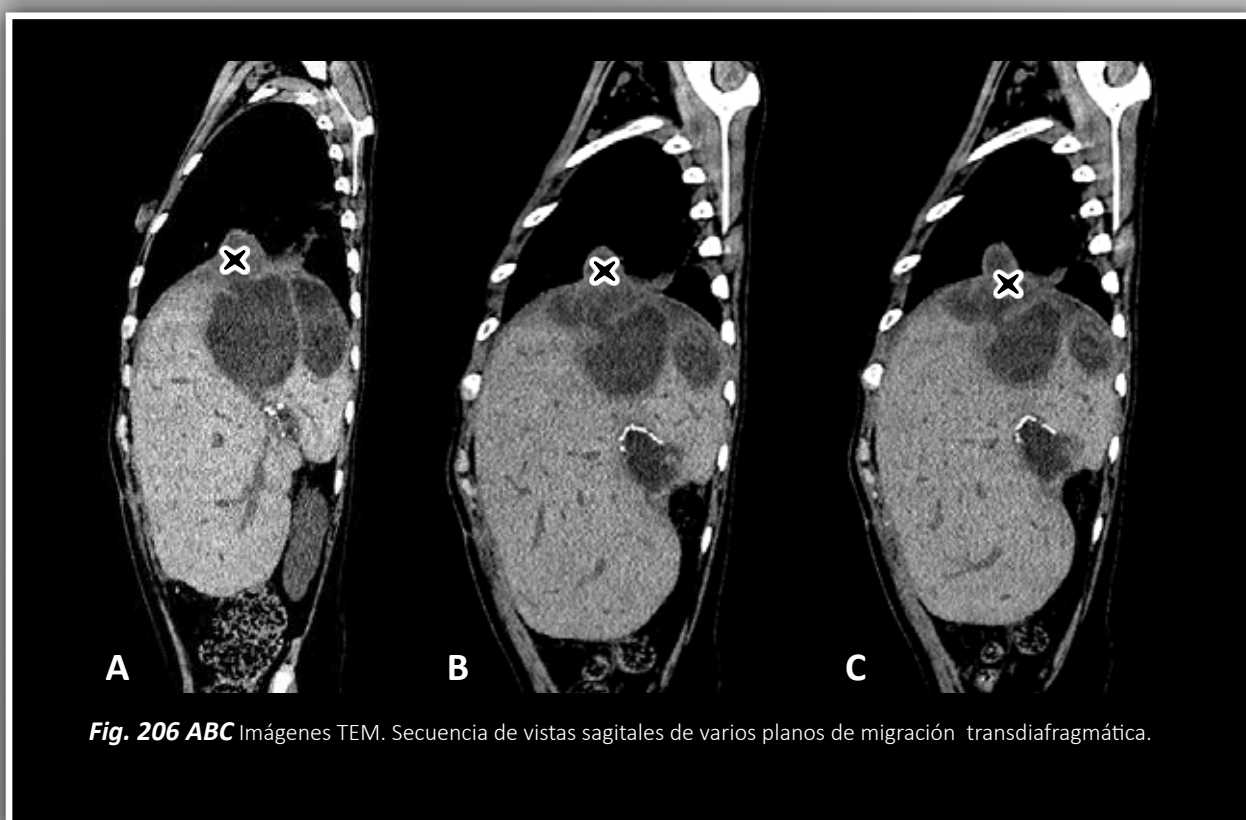 A
B
C
Fig. 206 ABC Imágenes TEM. Secuencia de vistas sagitales de varios planos de migración transdiafragmática.